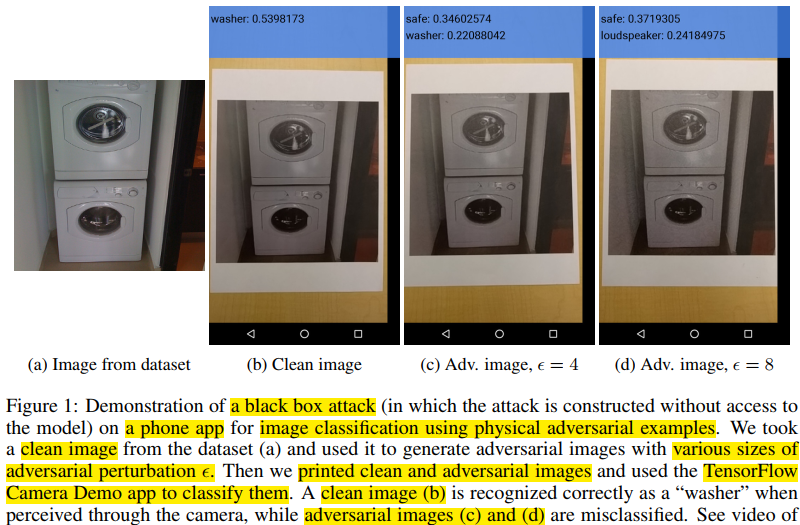 washer: 0.5398173
safe: 0.34602574
washer: 0.22088042
safe: 0.3719305
loudspeaker: 0.24184975
(a) Image from dataset
(b) Clean image
(c) Adv. image, ϵ = 4
(d) Adv. image, ϵ = 8
Figure 1: Demonstration of a black box attack (in which the attack is constructed without access to
the model) on a phone app for image classification using physical adversarial examples. We took
a clean image from the dataset (a) and used it to generate adversarial images with various sizes of
adversarial perturbation ϵ. Then we printed clean and adversarial images and used the TensorFlow
Camera Demo app to classify them. A clean image (b) is recognized correctly as a “washer” when
perceived through the camera, while adversarial images (c) and (d) are misclassified. See video of